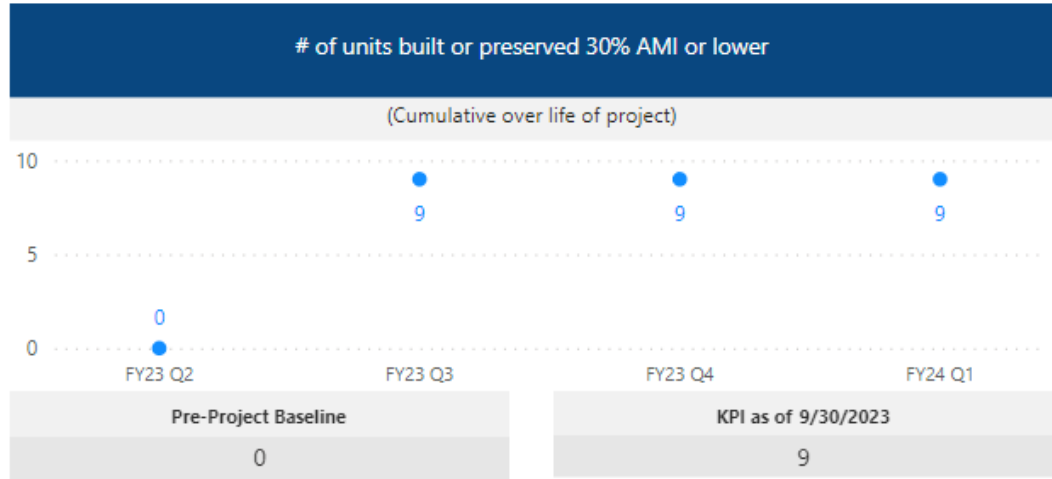 # of units built or preserved 30% AMI or lower
(Cumulative over life of project)
10
9
9
9
5
0
0
FY23 Q2
FY23 Q3
FY23 Q4
FY24 Q1
Pre-Project Baseline
KPI as of 9/30/2023
0
9